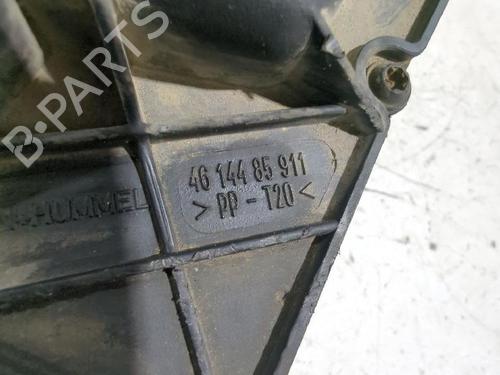 B-PARTS
46 144 85 911
> PP - T20 <
HUMMEL